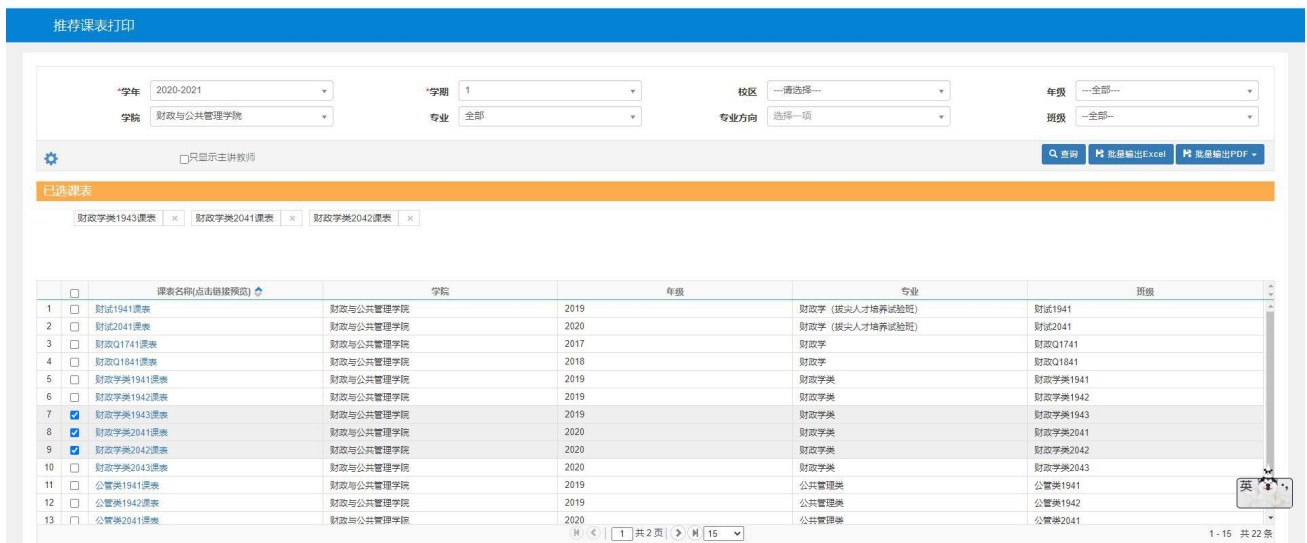 推荐课表打印
*学年 2020-2021 *学期 1 校区 ---请选择--- 年级 ---全部---
学院 财政与公共管理学院 专业 全部 专业方向 选择一项 班级 --全部--
只显示主讲教师 查询 批量输出Excel 批量输出PDF
已选课表
财政学类1943课表 × 财政学类2041课表 × 财政学类2042课表 ×
课表名称(点击链接预览) 学院 年级 专业 班级
1 财试1941课表 财政与公共管理学院 2019 财政学（拔尖人才培养试验班） 财试1941
2 财试2041课表 财政与公共管理学院 2020 财政学（拔尖人才培养试验班） 财试2041
3 财政Q1741课表 财政与公共管理学院 2017 财政学 财政Q1741
4 财政Q1841课表 财政与公共管理学院 2018 财政学 财政Q1841
5 财政学类1941课表 财政与公共管理学院 2019 财政学类 财政学类1941
6 财政学类1942课表 财政与公共管理学院 2019 财政学类 财政学类1942
7 财政学类1943课表 财政与公共管理学院 2019 财政学类 财政学类1943
8 财政学类2041课表 财政与公共管理学院 2020 财政学类 财政学类2041
9 财政学类2042课表 财政与公共管理学院 2020 财政学类 财政学类2042
10 财政学类2043课表 财政与公共管理学院 2020 财政学类 财政学类2043
11 公管类1941课表 财政与公共管理学院 2019 公共管理类 公管类1941
12 公管类1942课表 财政与公共管理学院 2019 公共管理类 公管类1942
13 公管类2041课表 财政与公共管理学院 2020 公共管理类 公管类2041
英
1 共2页 15 1 - 15 共22条